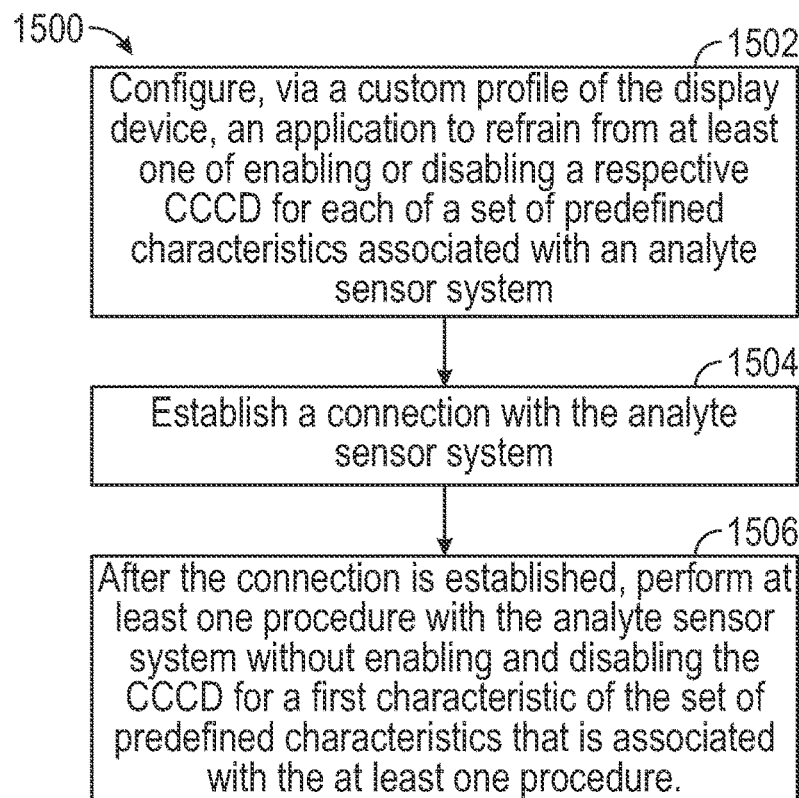 1500
1502
Configure, via a custom profile of the display
device, an application to refrain from at least
one of enabling or disabling a respective
CCCD for each of a set of predefined
characteristics associated with an analyte
sensor system
1504
Establish a connection with the analyte
sensor system
1506
After the connection is established, perform at
least one procedure with the analyte sensor
system without enabling and disabling the
CCCD for a first characteristic of the set of
predefined characteristics that is associated
with the at least one procedure.